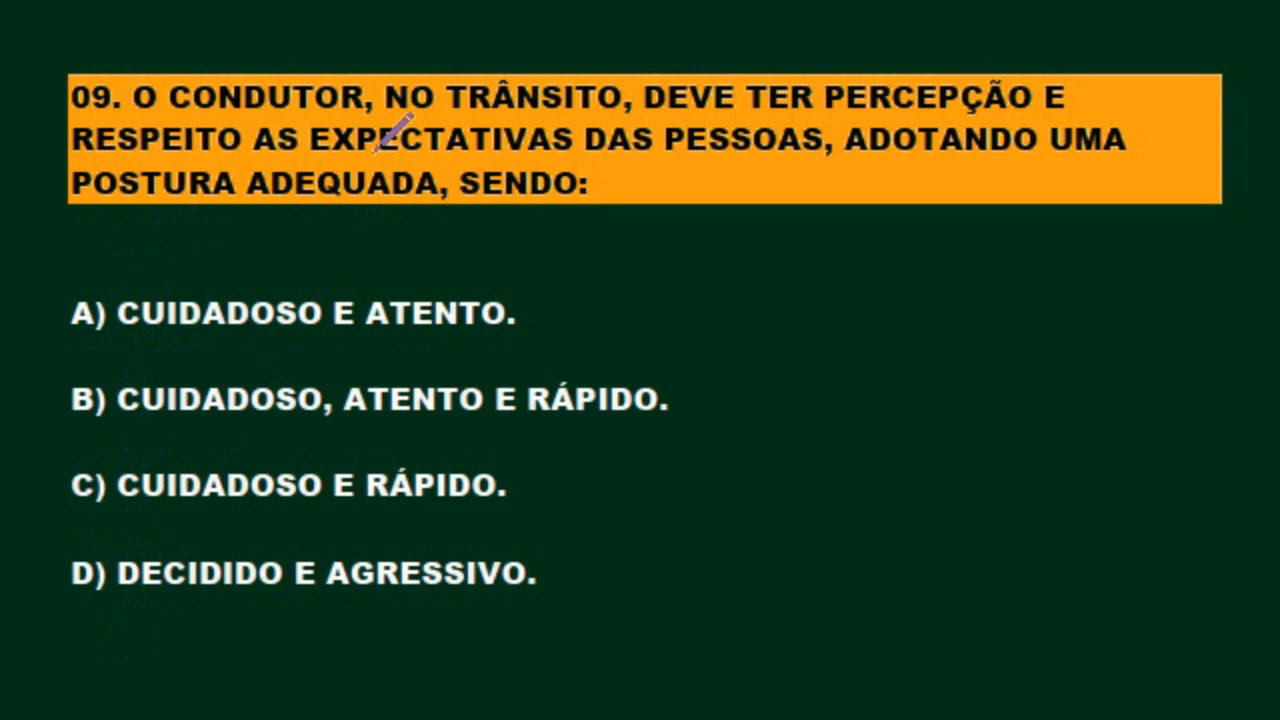 09. O CONDUTOR, NO TRÂNSITO, DEVE TER PERCEPÇÃO E
RESPEITO AS EXPECTATIVAS DAS PESSOAS, ADOTANDO UMA
POSTURA ADEQUADA, SENDO:
A) CUIDADOSO E ATENTO.
B) CUIDADOSO, ATENTO E RÁPIDO.
C) CUIDADOSO E RÁPIDO.
D) DECIDIDO E AGRESSIVO.